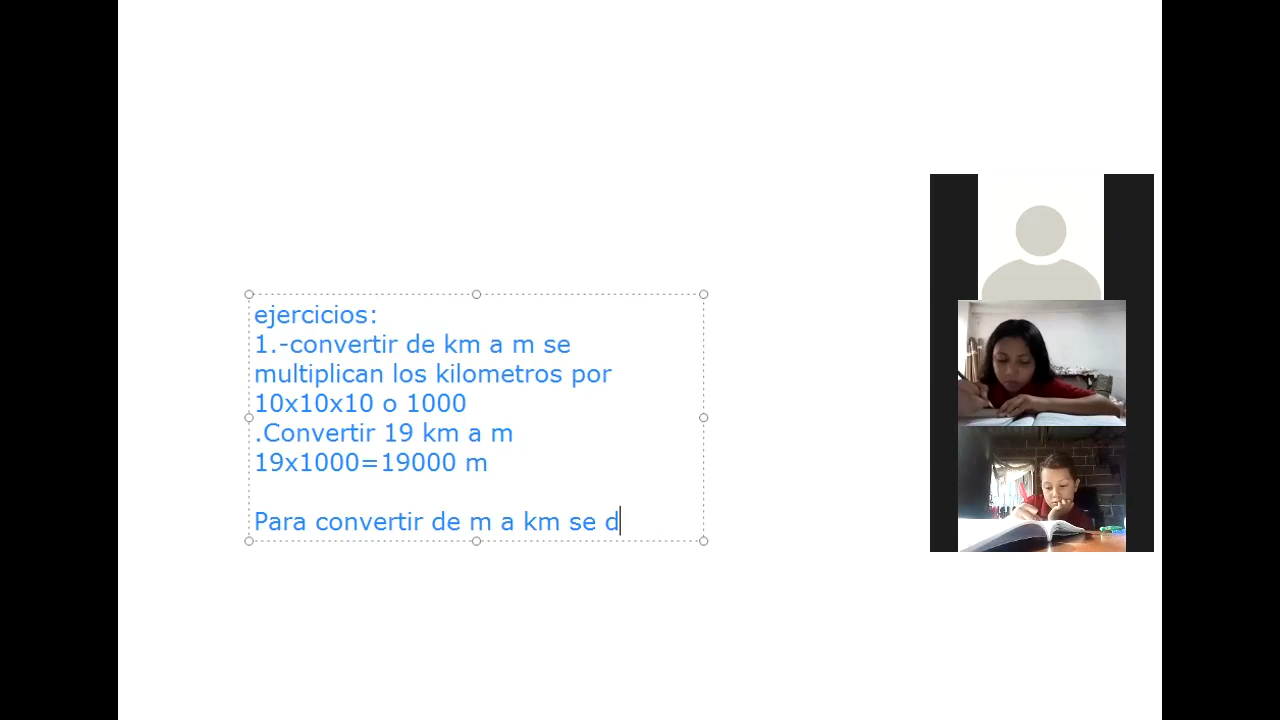 ejercicios:
1.-convertir de km a m se
multiplican los kilometros por
10x10x10 o 1000
.Convertir 19 km a m
19x1000=19000 m
Para convertir de m a km se d